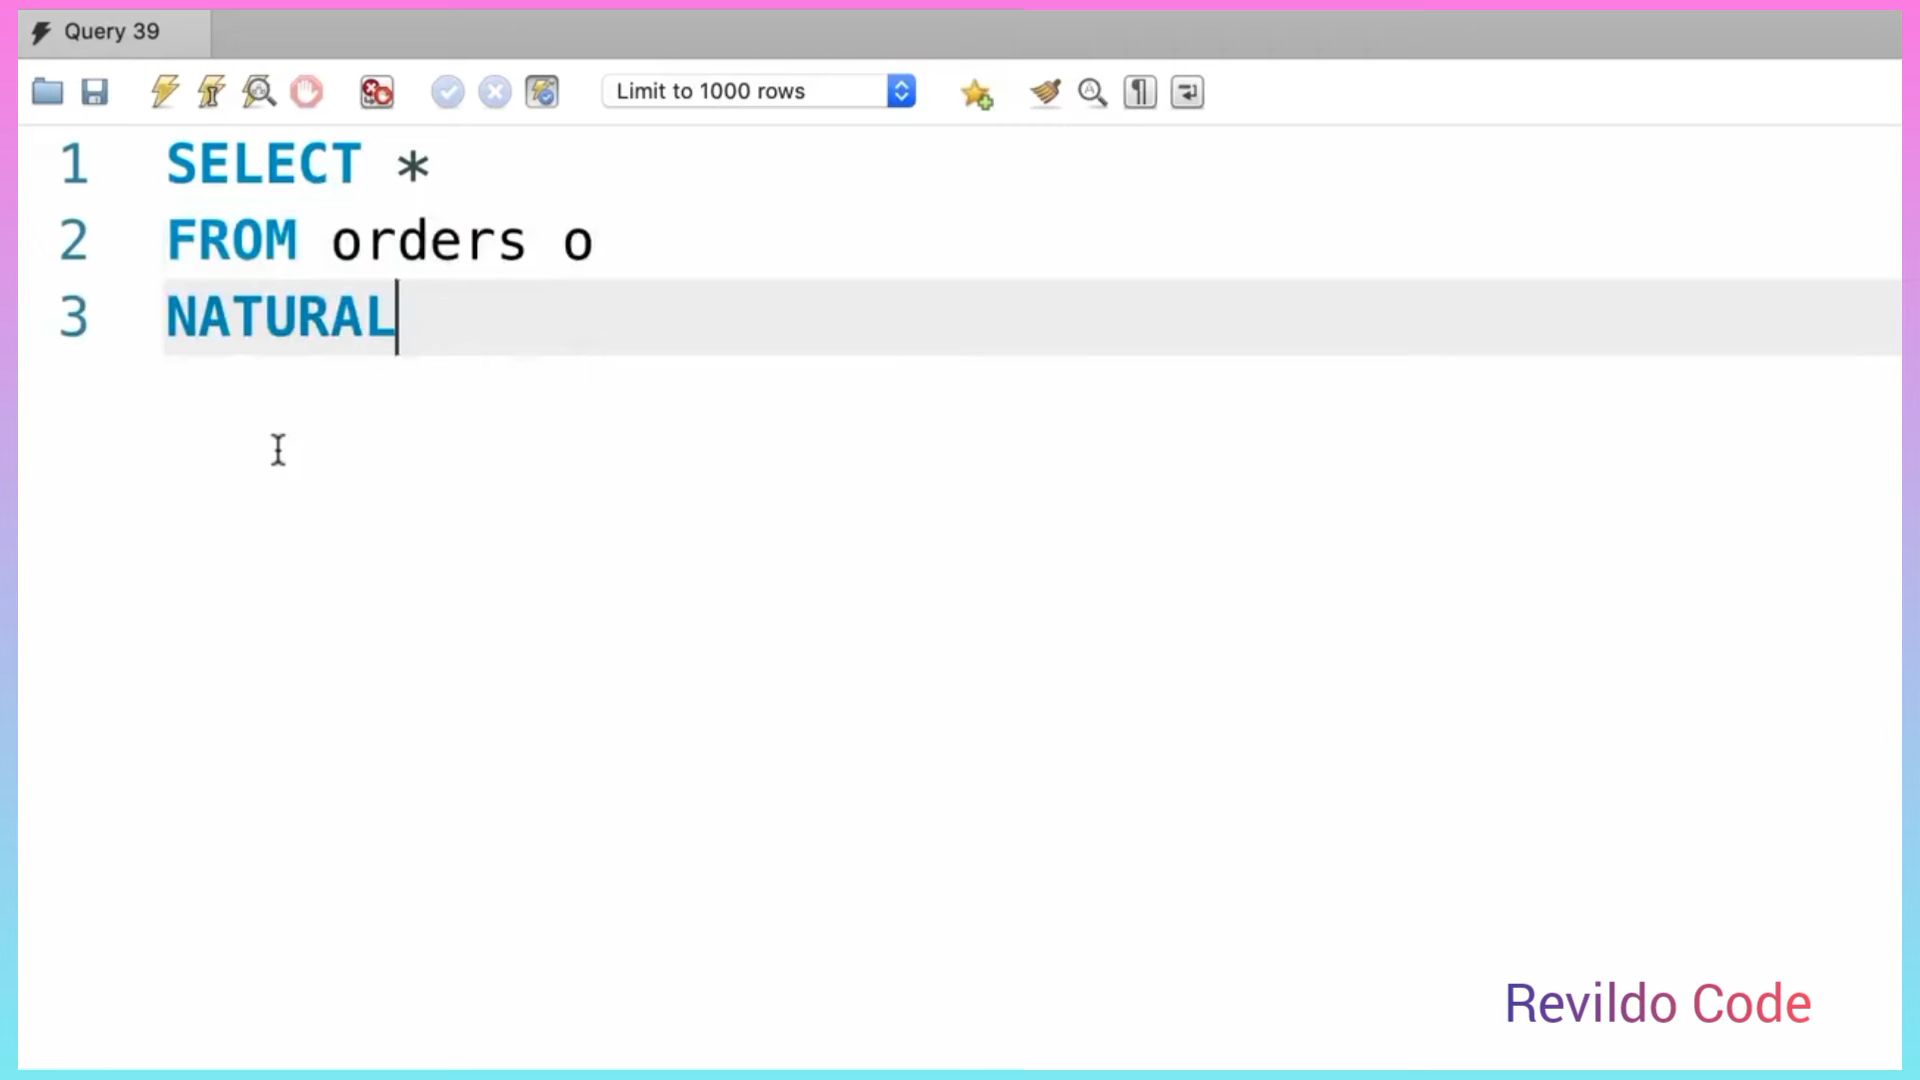 Query 39
Limit to 1000 rows
1 SELECT *
2 FROM orders o
3 NATURAL
Revildo Code